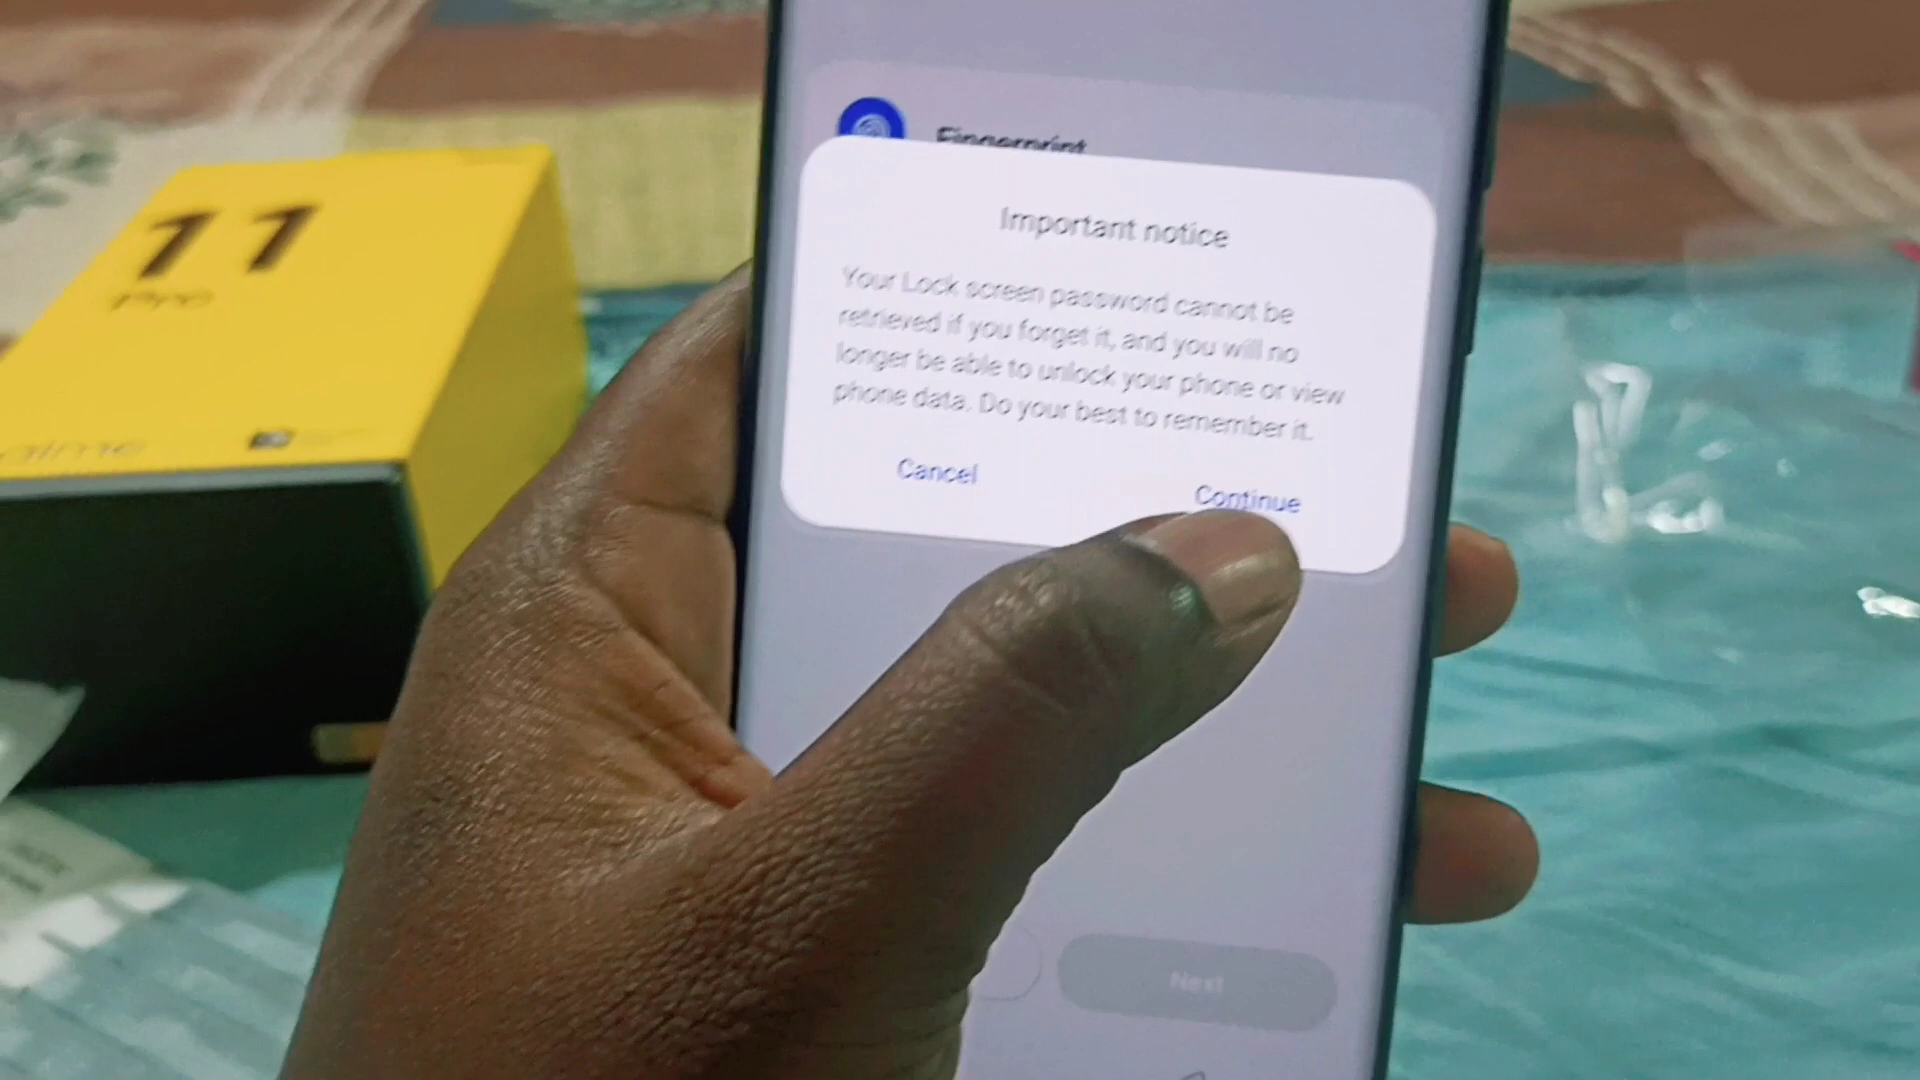 Fingerprint
Important notice
Your Lock screen password cannot be
retrieved if you forget it, and you will no
longer be able to unlock your phone or view
phone data. Do your best to remember it.
Cancel
Continue
Next
11